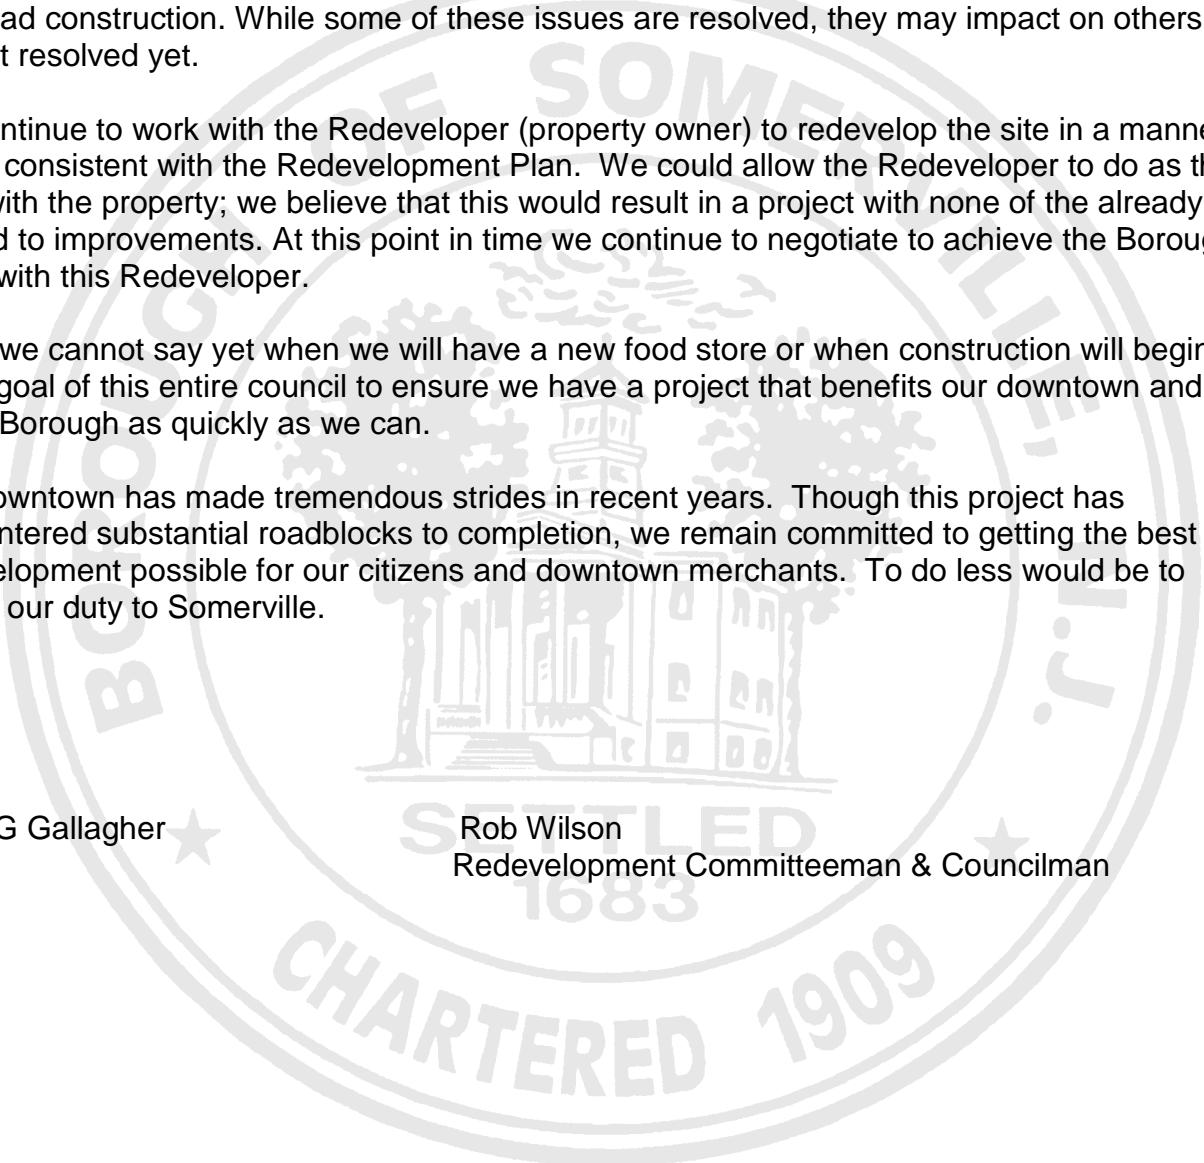 ad construction. While some of these issues are resolved, they may impact on others
t resolved yet.
ntinue to work with the Redeveloper (property owner) to redevelop the site in a manne
consistent with the Redevelopment Plan. We could allow the Redeveloper to do as th
with the property; we believe that this would result in a project with none of the already
d to improvements. At this point in time we continue to negotiate to achieve the Boroug
with this Redeveloper.
we cannot say yet when we will have a new food store or when construction will begin
goal of this entire council to ensure we have a project that benefits our downtown and
Borough as quickly as we can.
owntown has made tremendous strides in recent years. Though this project has
ntered substantial roadblocks to completion, we remain committed to getting the best
elopment possible for our citizens and downtown merchants. To do less would be to
our duty to Somerville.
G Gallagher
Rob Wilson
Redevelopment Committeeman & Councilman
BOROUGH OF SOMERVILLE, N.J.
SETTLED
1683
CHARTERED 1909